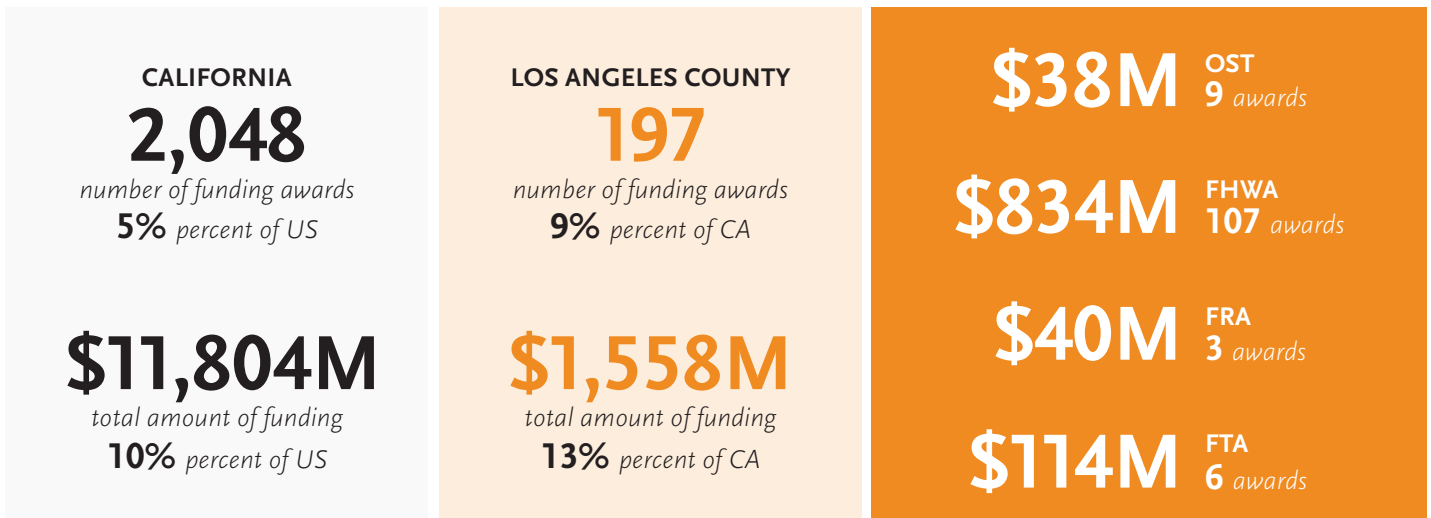 CALIFORNIA
2,048
number of funding awards
5% percent of US
$11,804M
total amount of funding
10% percent of US
LOS ANGELES COUNTY
197
number of funding awards
9% percent of CA
$1,558M
total amount of funding
13% percent of CA
$38M OST
9 awards
$834M FHWA
107 awards
$40M FRA
3 awards
$114M FTA
6 awards